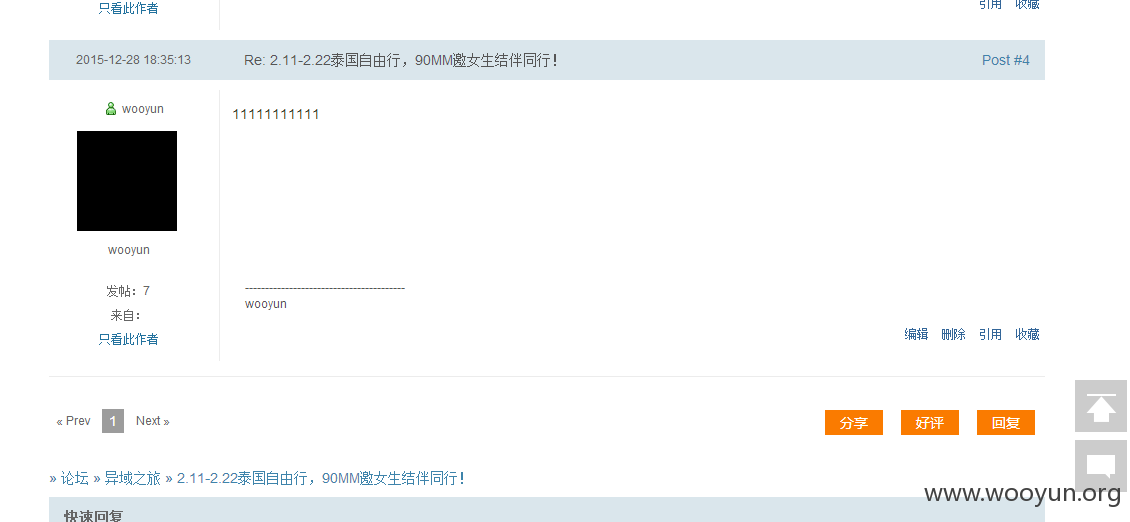 只看此作者
引用 收藏
2015-12-28 18:35:13 Re: 2.11-2.22泰国自由行，90MM邀女生结伴同行！ Post #4
wooyun
11111111111
wooyun
----------------------------------------
wooyun
发帖：7
来自：
只看此作者
编辑 删除 引用 收藏
« Prev 1 Next »
分享 好评 回复
» 论坛 » 异域之旅 » 2.11-2.22泰国自由行，90MM邀女生结伴同行！
www.wooyun.org
快速回复